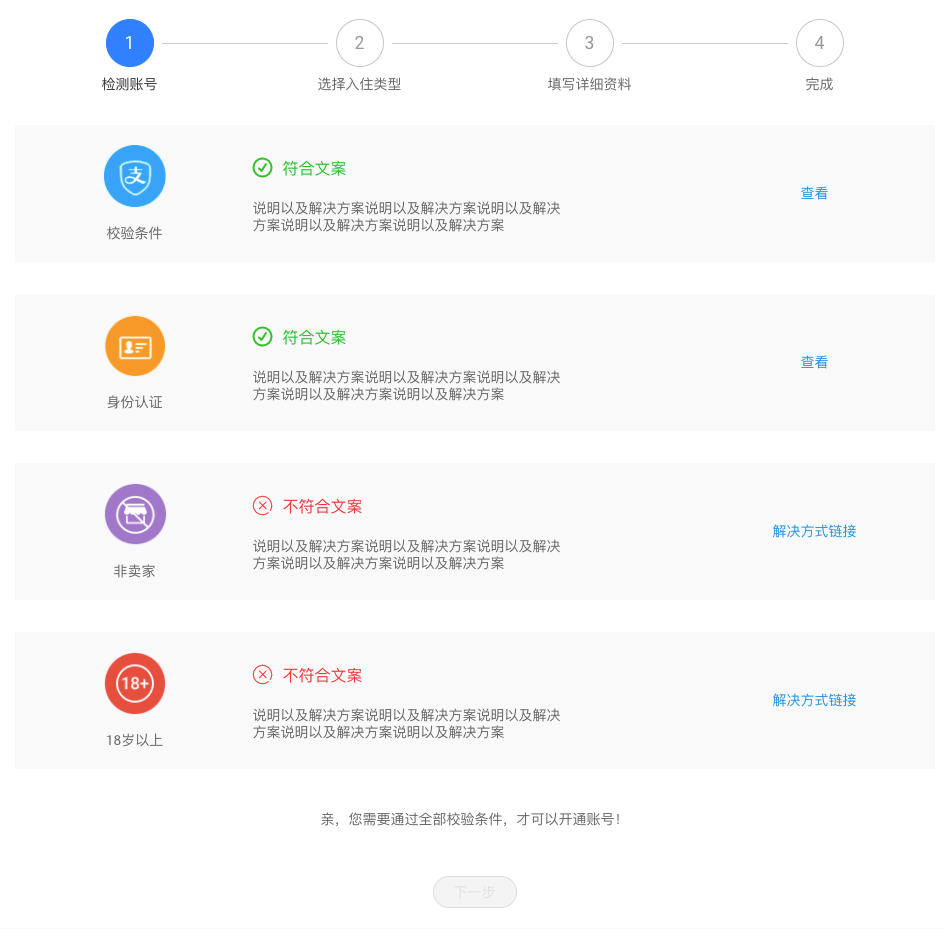 1
2
3
4
检测账号
选择入住类型
填写详细资料
完成
支
校验条件
符合文案
说明以及解决方案说明以及解决方案说明以及解决
方案说明以及解决方案说明以及解决方案
查看
身份认证
符合文案
说明以及解决方案说明以及解决方案说明以及解决
方案说明以及解决方案说明以及解决方案
查看
非卖家
不符合文案
说明以及解决方案说明以及解决方案说明以及解决
方案说明以及解决方案说明以及解决方案
解决方式链接
18+
18岁以上
不符合文案
说明以及解决方案说明以及解决方案说明以及解决
方案说明以及解决方案说明以及解决方案
解决方式链接
亲，您需要通过全部校验条件，才可以开通账号！
下一步